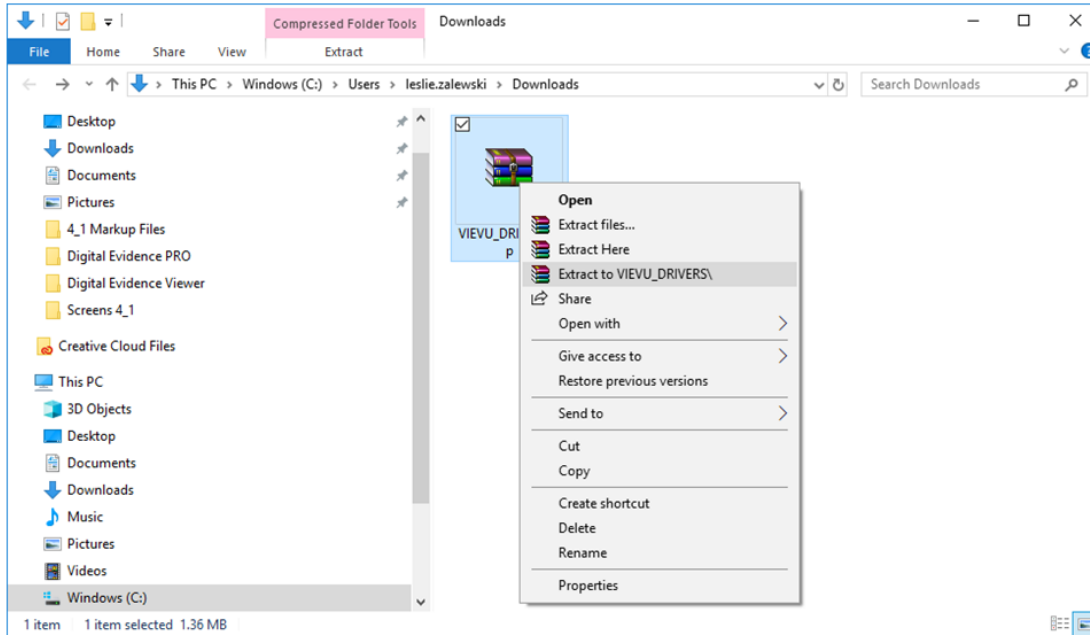 Compressed Folder Tools Downloads
File Home Share View Extract
This PC > Windows (C:) > Users > leslie.zalewski > Downloads
Search Downloads
Desktop
Downloads
Documents
Pictures
4_1 Markup Files
Digital Evidence PRO
Digital Evidence Viewer
Screens 4_1
Creative Cloud Files
This PC
3D Objects
Desktop
Documents
Downloads
Music
Pictures
Videos
Windows (C:)
VIEVU_DRI
p
Open
Extract files...
Extract Here
Extract to VIEVU_DRIVERS\
Share
Open with
Give access to
Restore previous versions
Send to
Cut
Copy
Create shortcut
Delete
Rename
Properties
1 item 1 item selected 1.36 MB